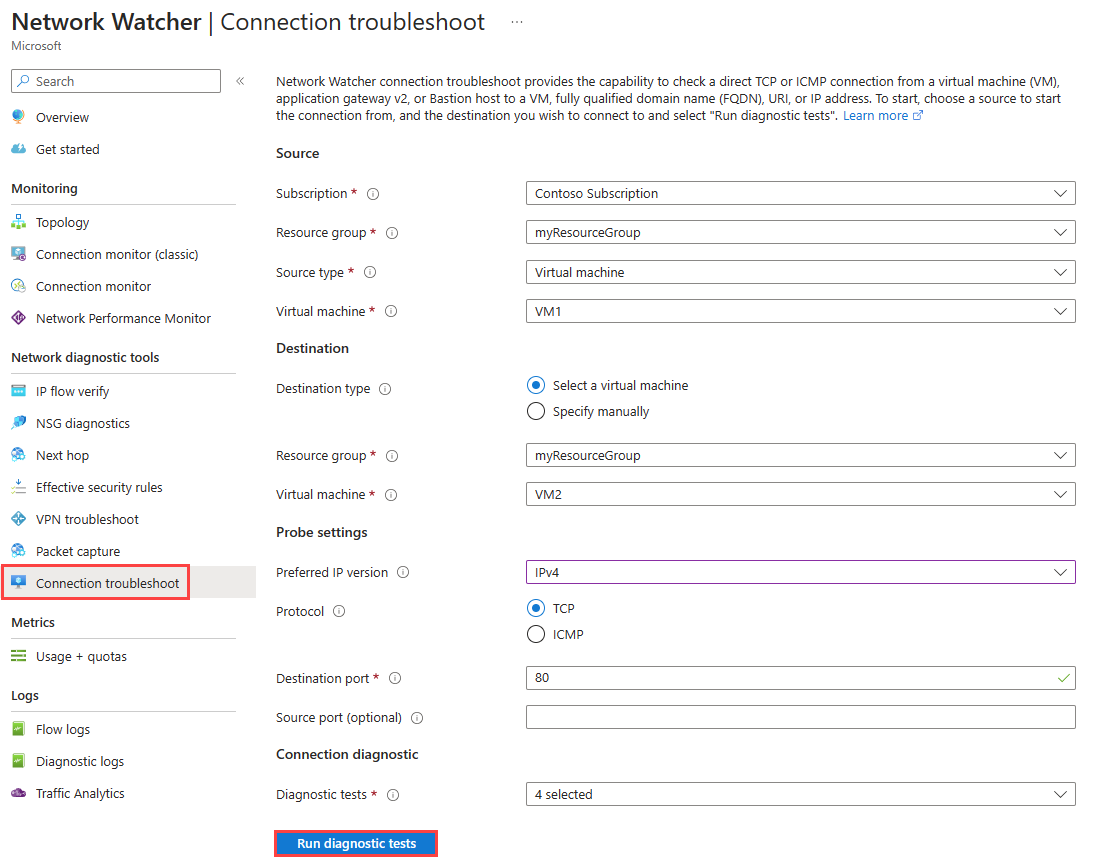 Network Watcher | Connection troubleshoot ...
Microsoft
Search
«
Overview
Get started
Monitoring
Topology
Connection monitor (classic)
Connection monitor
Network Performance Monitor
Network diagnostic tools
IP flow verify
NSG diagnostics
Next hop
Effective security rules
VPN troubleshoot
Packet capture
Connection troubleshoot
Metrics
Usage + quotas
Logs
Flow logs
Diagnostic logs
Traffic Analytics
Network Watcher connection troubleshoot provides the capability to check a direct TCP or ICMP connection from a virtual machine (VM),
application gateway v2, or Bastion host to a VM, fully qualified domain name (FQDN), URI, or IP address. To start, choose a source to start
the connection from, and the destination you wish to connect to and select "Run diagnostic tests". Learn more
Source
Subscription * Contoso Subscription
Resource group * myResourceGroup
Source type * Virtual machine
Virtual machine * VM1
Destination
Destination type Select a virtual machine
Specify manually
Resource group * myResourceGroup
Virtual machine * VM2
Probe settings
Preferred IP version IPv4
Protocol TCP
ICMP
Destination port * 80
Source port (optional)
Connection diagnostic
Diagnostic tests * 4 selected
Run diagnostic tests